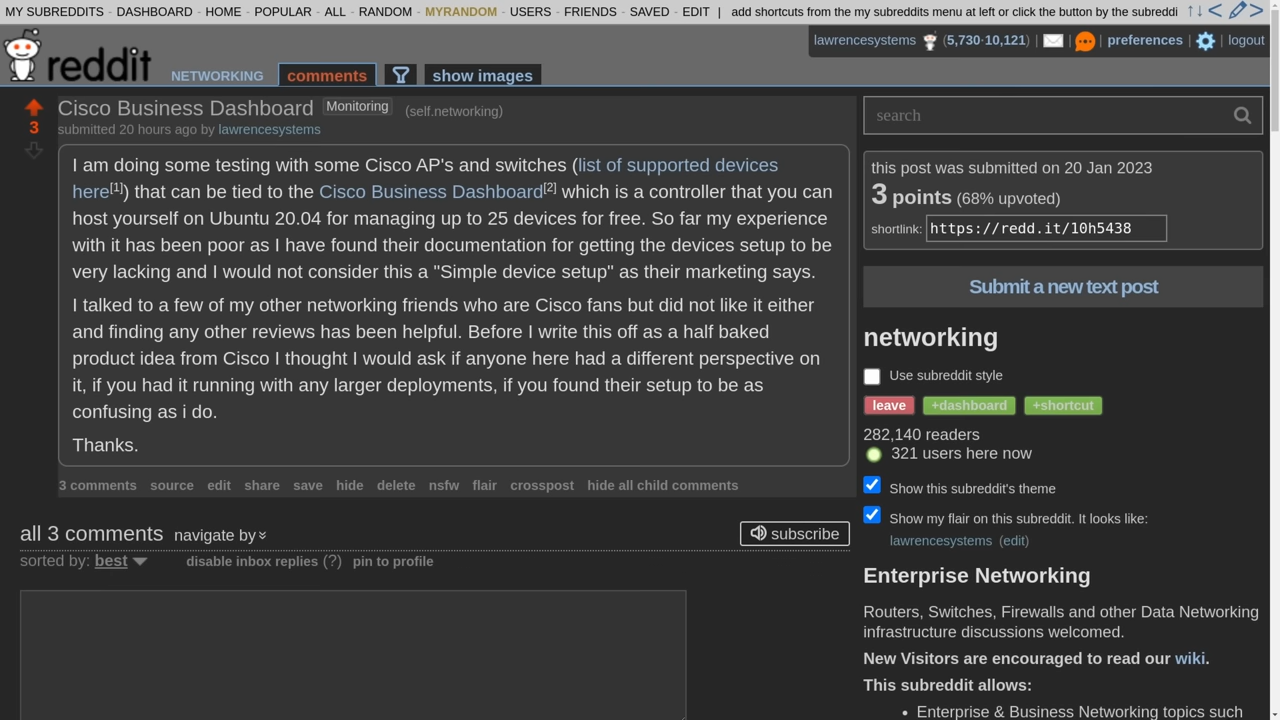 MY SUBREDDITS - DASHBOARD - HOME - POPULAR - ALL - RANDOM - MYRANDOM - USERS - FRIENDS - SAVED - EDIT | add shortcuts from the my subreddits menu at left or click the button by the subreddi
reddit NETWORKING comments show images
lawrencesystems (5,730·10,121) | | | preferences | | logout
3
Cisco Business Dashboard Monitoring (self.networking)
submitted 20 hours ago by lawrencesystems
I am doing some testing with some Cisco AP's and switches (list of supported devices
here[1]) that can be tied to the Cisco Business Dashboard[2] which is a controller that you can
host yourself on Ubuntu 20.04 for managing up to 25 devices for free. So far my experience
with it has been poor as I have found their documentation for getting the devices setup to be
very lacking and I would not consider this a "Simple device setup" as their marketing says.
I talked to a few of my other networking friends who are Cisco fans but did not like it either
and finding any other reviews has been helpful. Before I write this off as a half baked
product idea from Cisco I thought I would ask if anyone here had a different perspective on
it, if you had it running with any larger deployments, if you found their setup to be as
confusing as i do.
Thanks.
3 comments source edit share save hide delete nsfw flair crosspost hide all child comments
all 3 comments navigate by
subscribe
sorted by: best disable inbox replies (?) pin to profile
search
this post was submitted on 20 Jan 2023
3 points (68% upvoted)
shortlink: https://redd.it/10h5438
Submit a new text post
networking
Use subreddit style
leave +dashboard +shortcut
282,140 readers
321 users here now
Show this subreddit's theme
Show my flair on this subreddit. It looks like:
lawrencesystems (edit)
Enterprise Networking
Routers, Switches, Firewalls and other Data Networking
infrastructure discussions welcomed.
New Visitors are encouraged to read our wiki.
This subreddit allows:
• Enterprise & Business Networking topics such